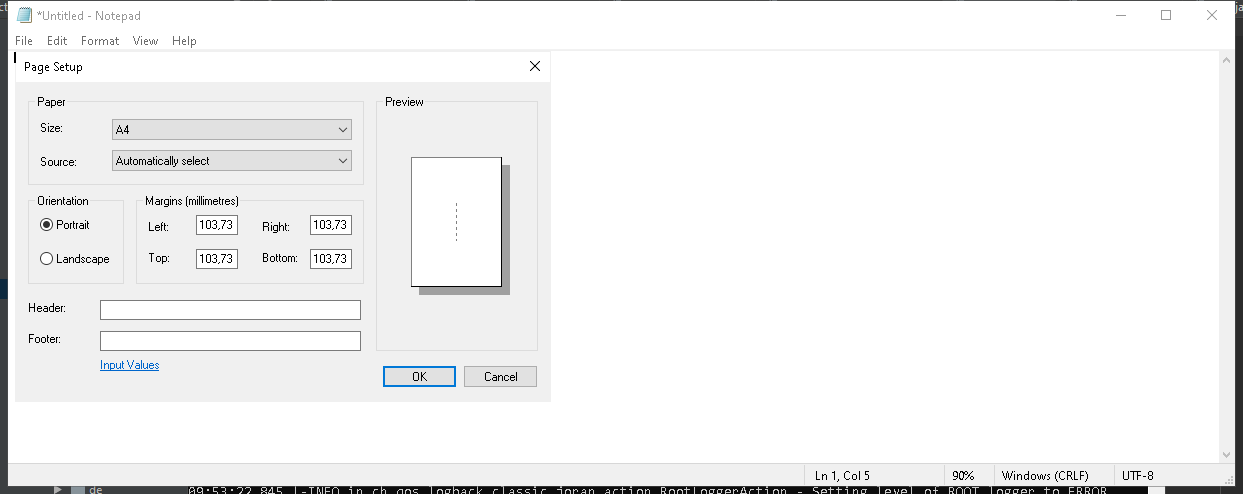 *Untitled - Notepad
File Edit Format View Help
Page Setup
Paper
Size: A4
Source: Automatically select
Preview
Orientation
Portrait
Landscape
Margins (millimetres)
Left: 103,73 Right: 103,73
Top: 103,73 Bottom: 103,73
Header:
Footer:
Input Values
OK Cancel
Ln 1, Col 5 90% Windows (CRLF) UTF-8
de 09:53:22,845 |-INFO in ch.qos.logback.classic.joran.action.RootLoggerAction - Setting level of ROOT logger to ERROR